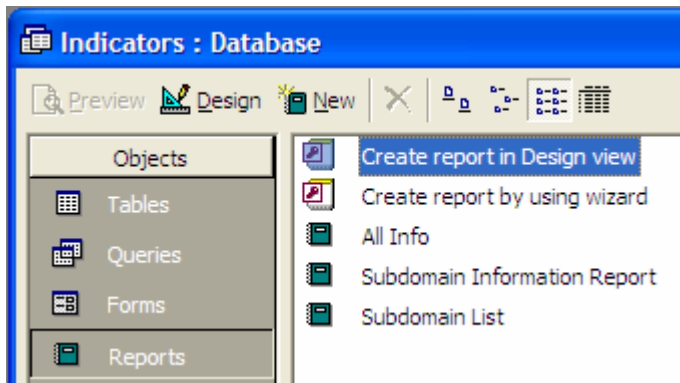 Indicators : Database
Preview Design New
Objects
Tables
Queries
Forms
Reports
Create report in Design view
Create report by using wizard
All Info
Subdomain Information Report
Subdomain List